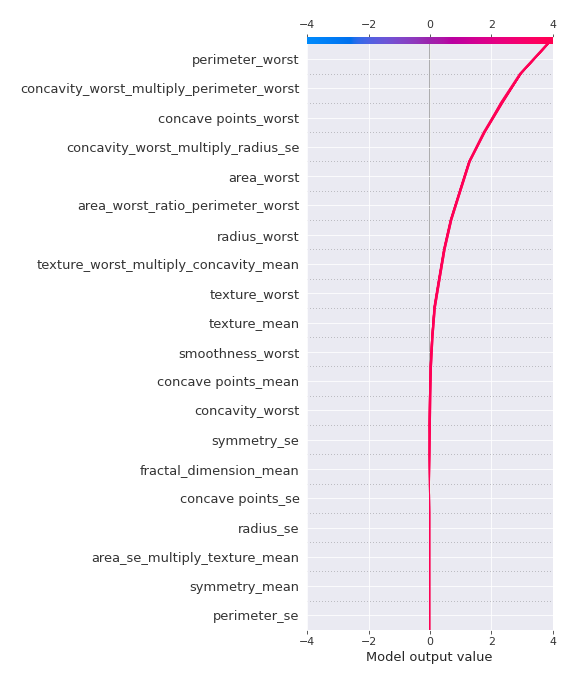 −4 −2 0 2 4
perimeter_worst
concavity_worst_multiply_perimeter_worst
concave points_worst
concavity_worst_multiply_radius_se
area_worst
area_worst_ratio_perimeter_worst
radius_worst
texture_worst_multiply_concavity_mean
texture_worst
texture_mean
smoothness_worst
concave points_mean
concavity_worst
symmetry_se
fractal_dimension_mean
concave points_se
radius_se
area_se_multiply_texture_mean
symmetry_mean
perimeter_se
−4 −2 0 2 4
Model output value